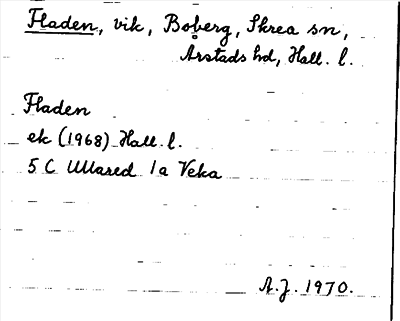 Fladen, vik, Boberg, Skrea sn,
Årstads hd, Hall. l.
Fladen
ek (1968) Hall. l.
5 C Ullared 1a Veka
A.J. 1970.